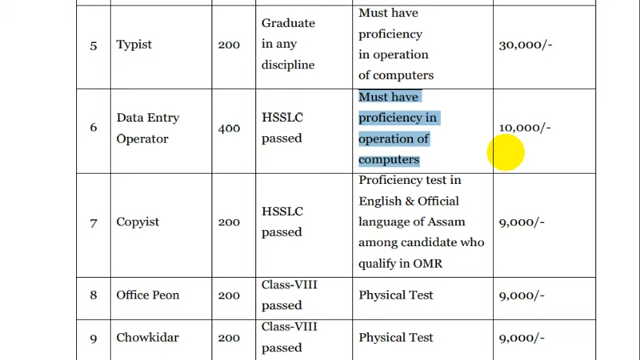 5 Typist 200 Graduate in any discipline Must have proficiency in operation of computers 30,000/-
6 Data Entry Operator 400 HSSLC passed Must have proficiency in operation of computers 10,000/-
7 Copyist 200 HSSLC passed Proficiency test in English & Official language of Assam among candidate who qualify in OMR 9,000/-
8 Office Peon 200 Class-VIII passed Physical Test 9,000/-
9 Chowkidar 200 Class-VIII passed Physical Test 9,000/-